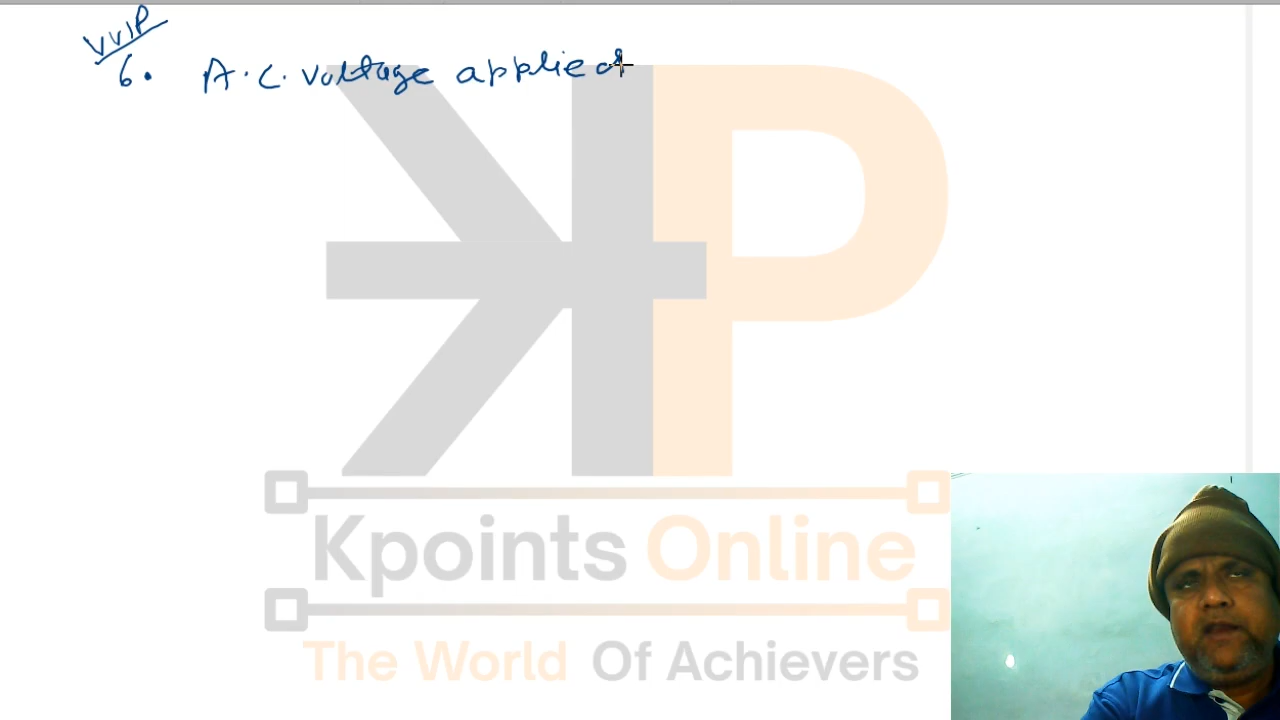 VVIP
6. A.C. Voltage applied
Kpoints Online
The World Of Achievers